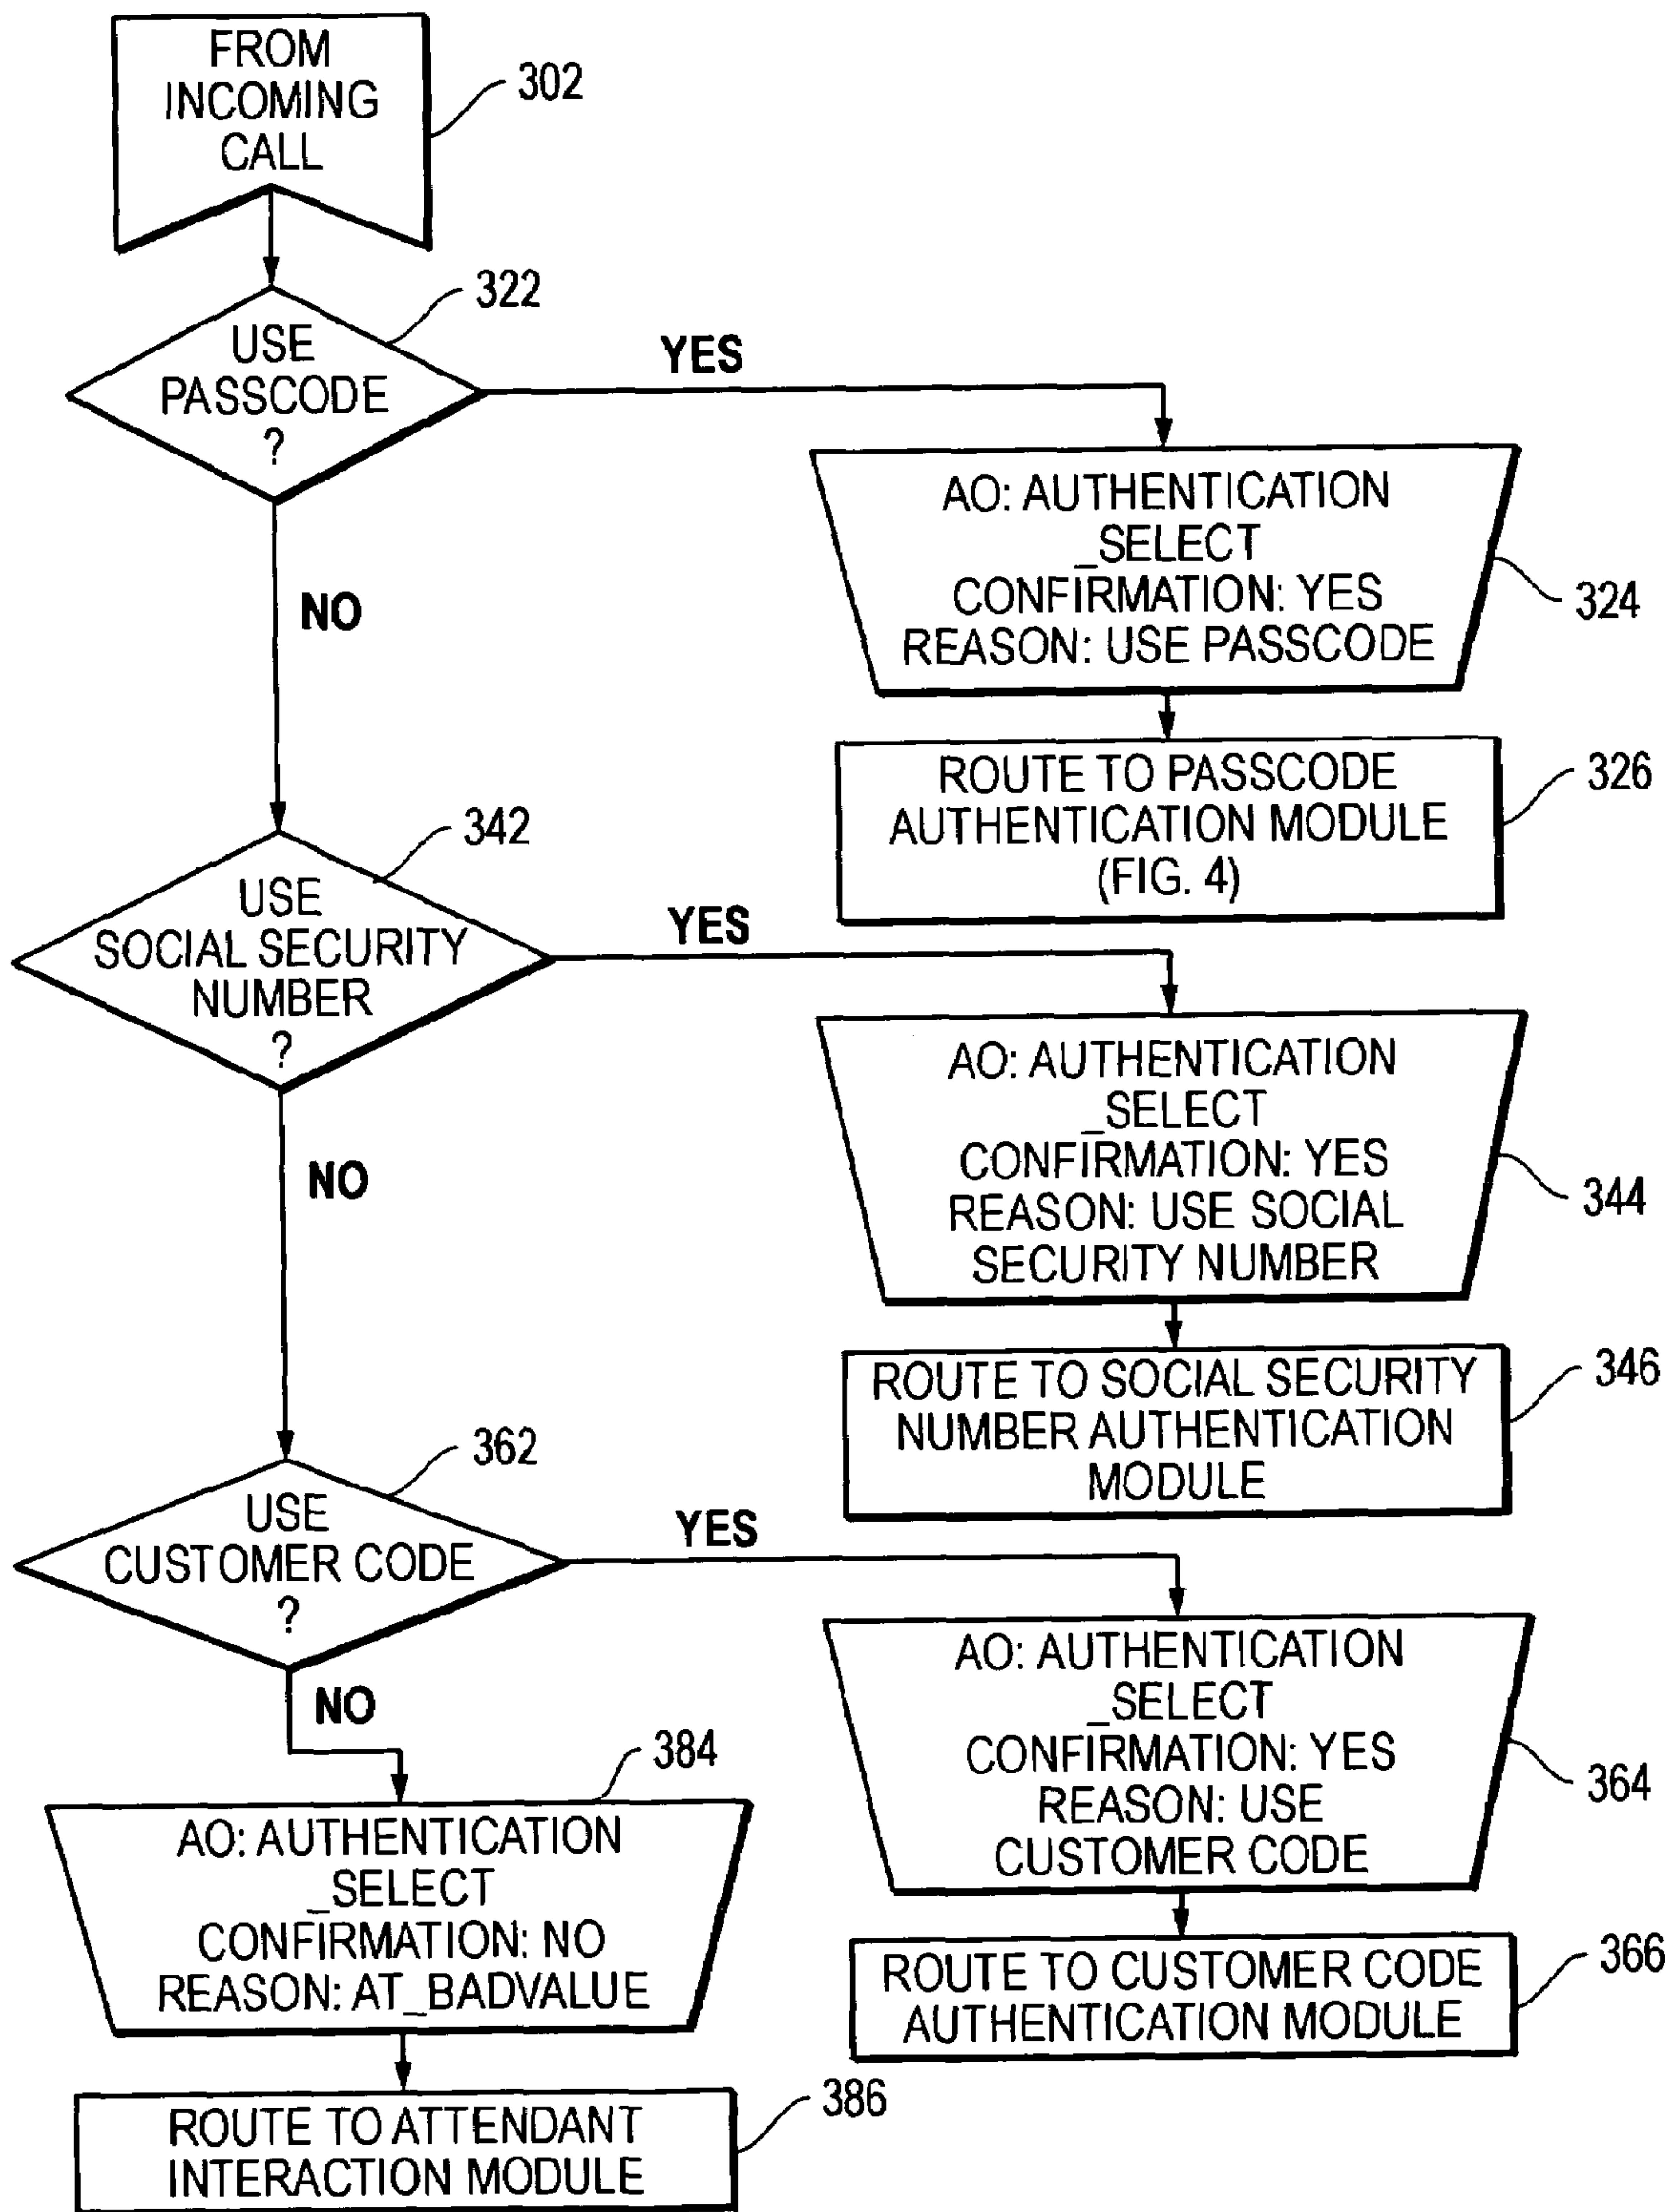 FROM
INCOMING
CALL
302
322
USE
PASSCODE
?
YES
NO
AO: AUTHENTICATION
_SELECT
CONFIRMATION: YES
REASON: USE PASSCODE
324
ROUTE TO PASSCODE
AUTHENTICATION MODULE
(FIG. 4)
326
342
USE
SOCIAL SECURITY
NUMBER
?
YES
NO
AO: AUTHENTICATION
_SELECT
CONFIRMATION: YES
REASON: USE SOCIAL
SECURITY NUMBER
344
ROUTE TO SOCIAL SECURITY
NUMBER AUTHENTICATION
MODULE
346
362
USE
CUSTOMER CODE
?
YES
NO
AO: AUTHENTICATION
_SELECT
CONFIRMATION: YES
REASON: USE
CUSTOMER CODE
364
ROUTE TO CUSTOMER CODE
AUTHENTICATION MODULE
366
384
AO: AUTHENTICATION
_SELECT
CONFIRMATION: NO
REASON: AT_BADVALUE
ROUTE TO ATTENDANT
INTERACTION MODULE
386